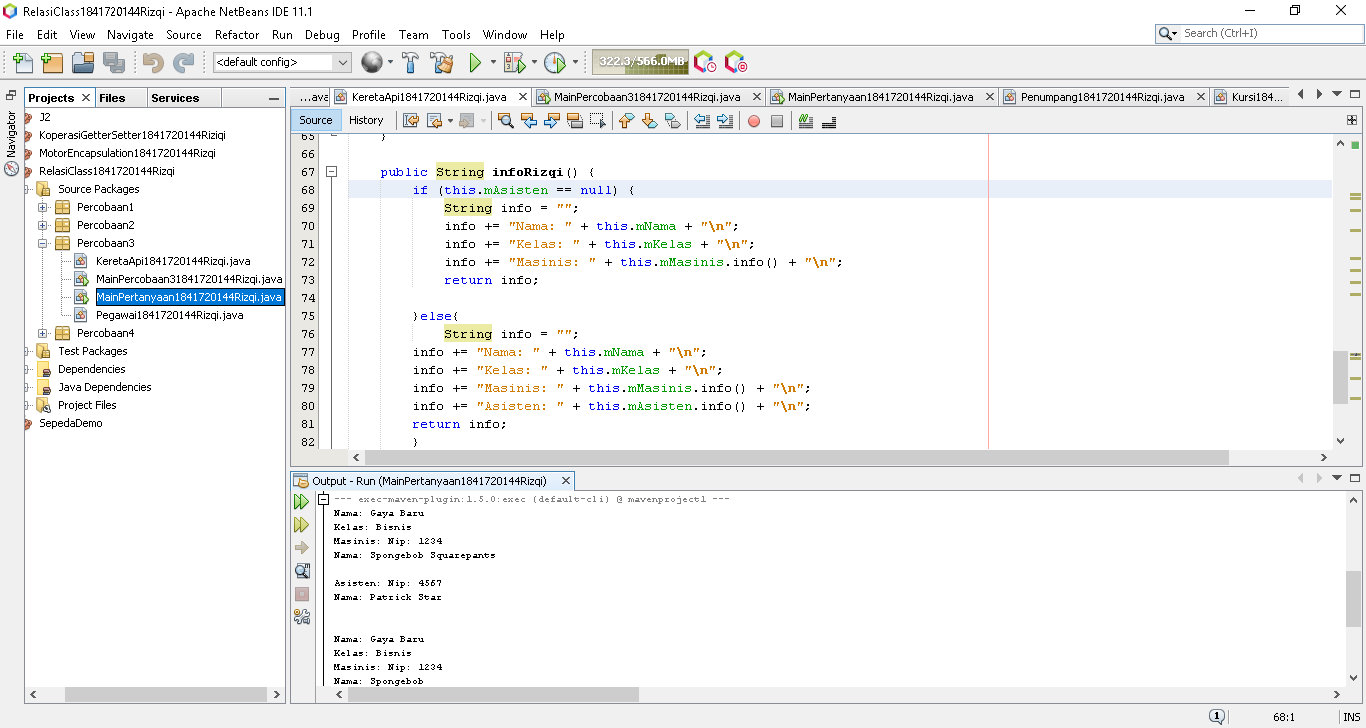 RelasiClass1841720144Rizqi - Apache NetBeans IDE 11.1
File Edit View Navigate Source Refactor Run Debug Profile Team Tools Window Help
Search (Ctrl+I)
<default config>
322.3/566.0MB
Projects Files Services
Navigator
J2
KoperasiGetterSetter1841720144Riziqi
MotorEncapsulation1841720144Rizqi
RelasiClass1841720144Rizqi
Source Packages
Percobaan1
Percobaan2
Percobaan3
KeretaApi1841720144Rizqi.java
MainPercobaan31841720144Rizqi.java
MainPertanyaan1841720144Rizqi.java
Pegawai1841720144Rizqi.java
Percobaan4
Test Packages
Dependencies
Java Dependencies
Project Files
SepedaDemo
...ava KeretaApi1841720144Rizqi.java MainPercobaan31841720144Rizqi.java MainPertanyaan1841720144Rizqi.java Penumpang1841720144Rizqi.java Kursi184...
Source History
65 }
66
67 public String infoRizqi() {
68 if (this.mAsisten == null) {
69 String info = "";
70 info += "Nama: " + this.mNama + "\n";
71 info += "Kelas: " + this.mKelas + "\n";
72 info += "Masinis: " + this.mMasinis.info() + "\n";
73 return info;
74
75 }else{
76 String info = "";
77 info += "Nama: " + this.mNama + "\n";
78 info += "Kelas: " + this.mKelas + "\n";
79 info += "Masinis: " + this.mMasinis.info() + "\n";
80 info += "Asisten: " + this.mAsisten.info() + "\n";
81 return info;
82 }
Output - Run (MainPertanyaan1841720144Rizqi)
--- exec-maven-plugin:1.5.0:exec (default-cli) @ mavenproject1 ---
Nama: Gaya Baru
Kelas: Bisnis
Masinis: Nip: 1234
Nama: Spongebob Squarepants
Asisten: Nip: 4567
Nama: Patrick Star
Nama: Gaya Baru
Kelas: Bisnis
Masinis: Nip: 1234
Nama: Spongebob
1
68:1 INS